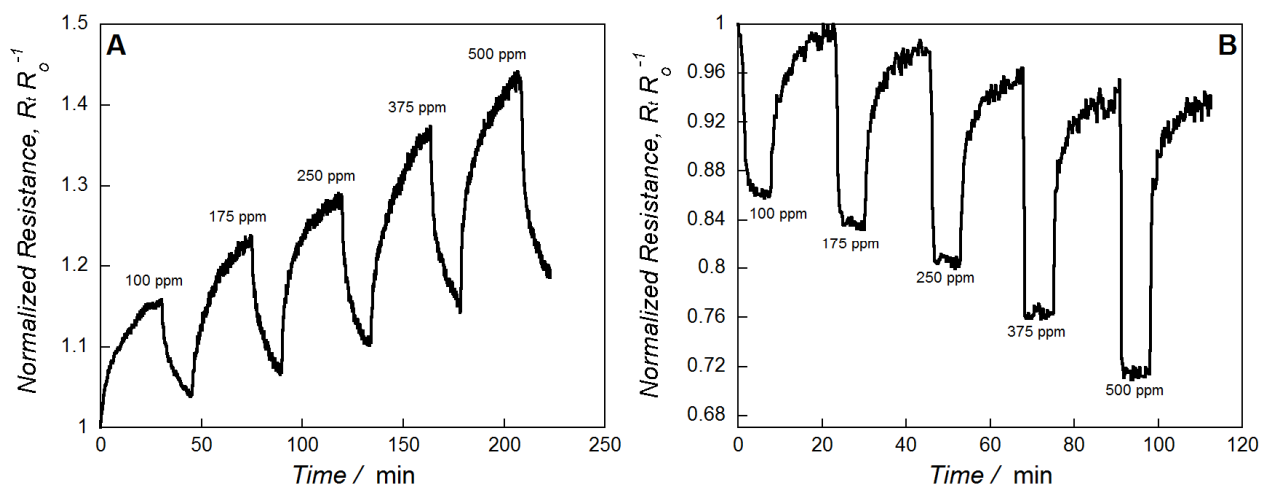 A
Normalized Resistance, Rt Ro-1
1.5
1.4
1.3
1.2
1.1
1
100 ppm
175 ppm
250 ppm
375 ppm
500 ppm
0
50
100
150
200
250
Time / min
B
Normalized Resistance, Rt Ro-1
1
0.96
0.92
0.88
0.84
0.8
0.76
0.72
0.68
100 ppm
175 ppm
250 ppm
375 ppm
500 ppm
0
20
40
60
80
100
120
Time / min